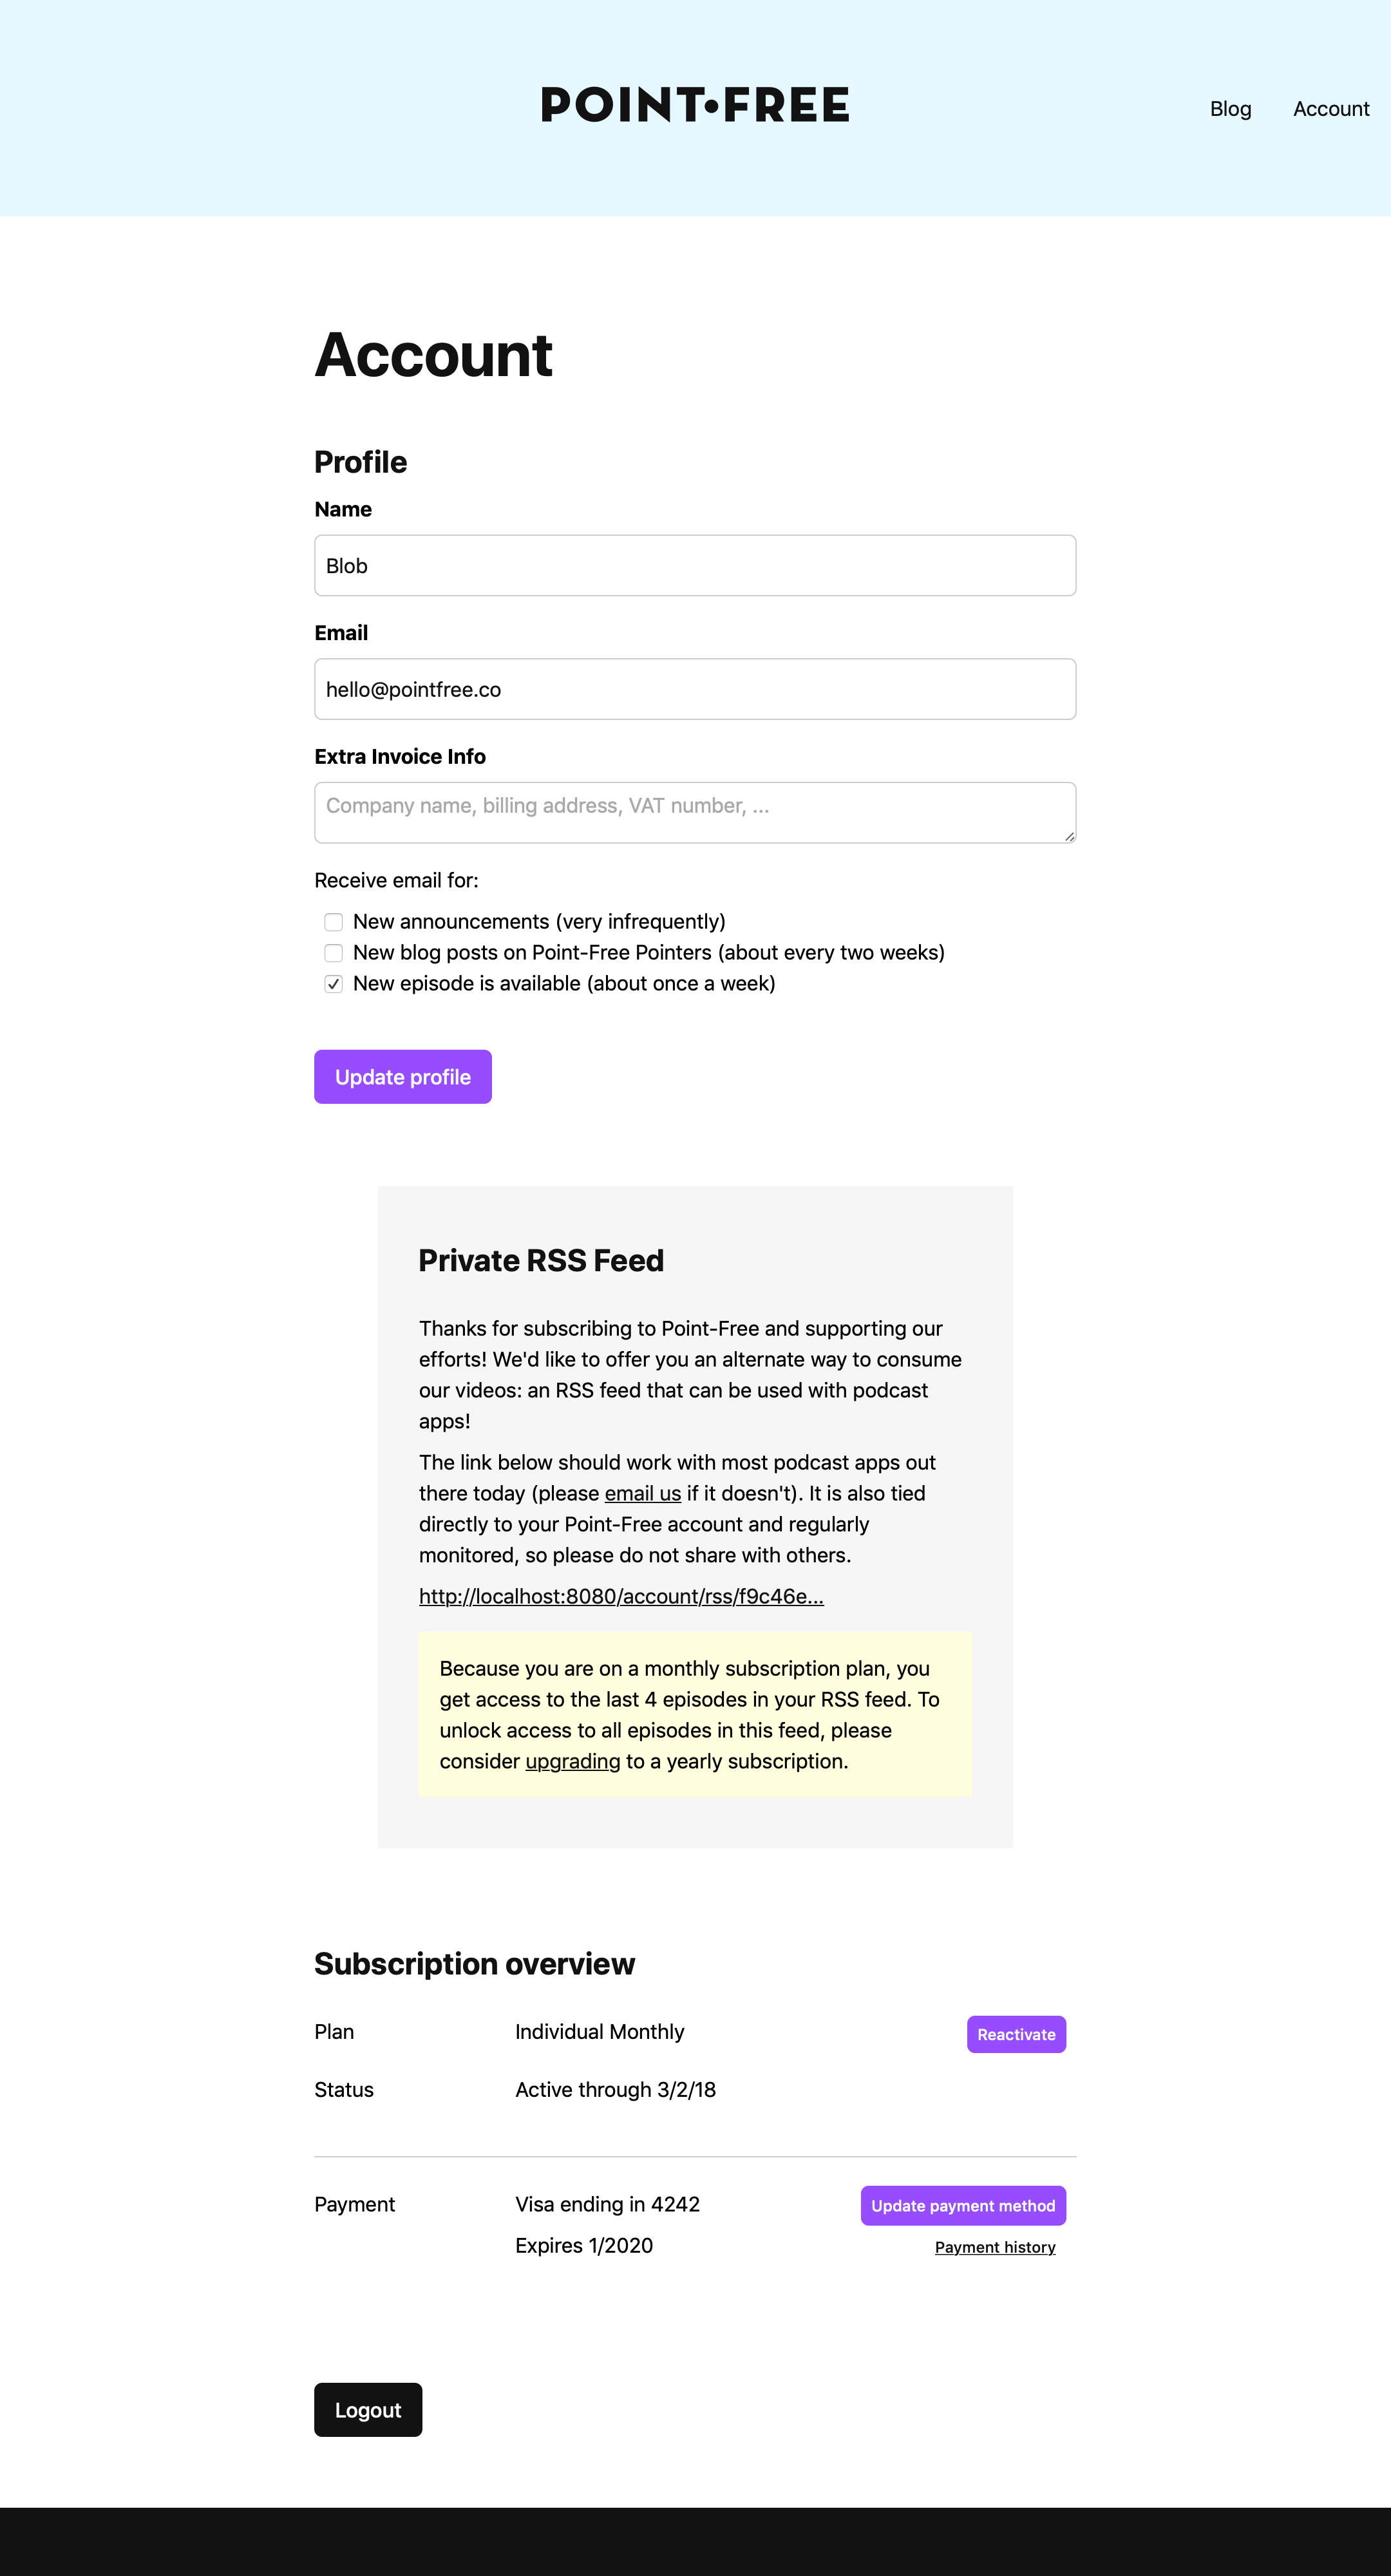 POINT•FREE
Blog
Account
Account
Profile
Name
Blob
Email
hello@pointfree.co
Extra Invoice Info
Company name, billing address, VAT number, ...
Receive email for:
New announcements (very infrequently)
New blog posts on Point-Free Pointers (about every two weeks)
New episode is available (about once a week)
Update profile
Private RSS Feed
Thanks for subscribing to Point-Free and supporting our
efforts! We'd like to offer you an alternate way to consume
our videos: an RSS feed that can be used with podcast
apps!
The link below should work with most podcast apps out
there today (please email us if it doesn't). It is also tied
directly to your Point-Free account and regularly
monitored, so please do not share with others.
http://localhost:8080/account/rss/f9c46e...
Because you are on a monthly subscription plan, you
get access to the last 4 episodes in your RSS feed. To
unlock access to all episodes in this feed, please
consider upgrading to a yearly subscription.
Subscription overview
Plan
Individual Monthly
Reactivate
Status
Active through 3/2/18
Payment
Visa ending in 4242
Update payment method
Expires 1/2020
Payment history
Logout